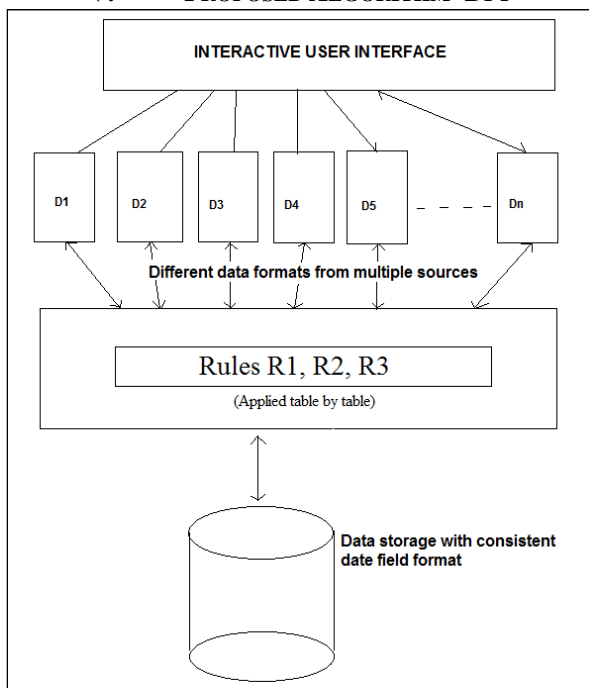 INTERACTIVE USER INTERFACE
D1 D2 D3 D4 D5 Dn
Different data formats from multiple sources
Rules R1, R2, R3
(Applied table by table)
Data storage with consistent
date field format